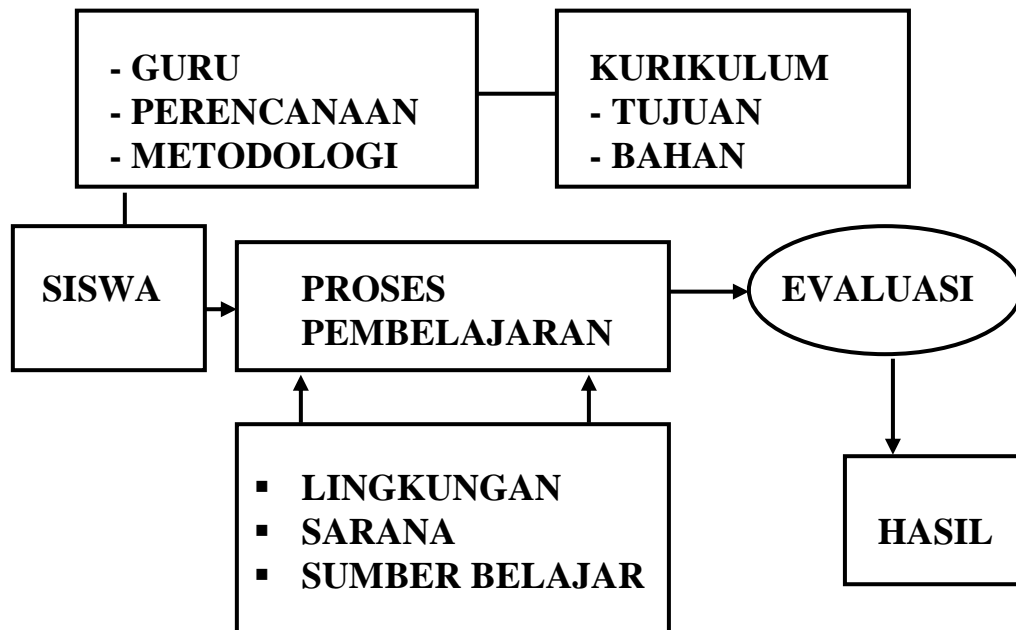 - GURU
- PERENCANAAN
- METODOLOGI
KURIKULUM
- TUJUAN
- BAHAN
SISWA
PROSES
PEMBELAJARAN
EVALUASI
▪ LINGKUNGAN
▪ SARANA
▪ SUMBER BELAJAR
HASIL